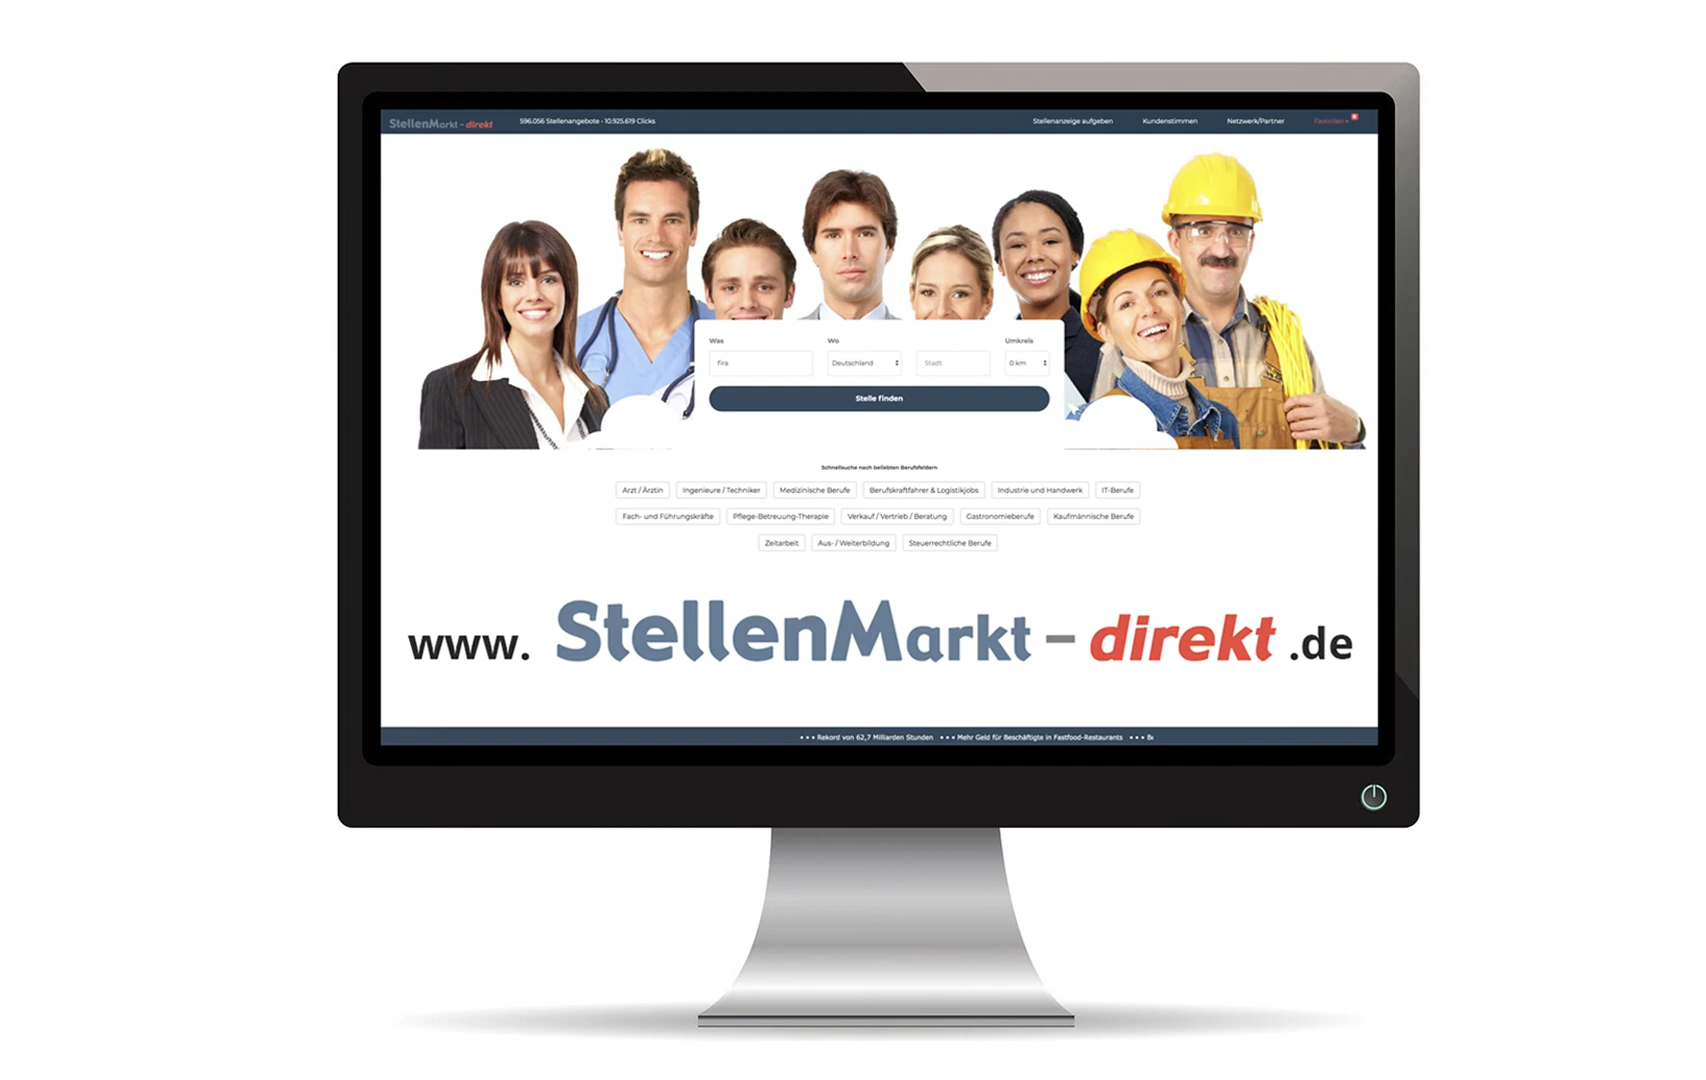 StellenMarkt - direkt 596.056 Stellenangebote - 10.925.619 Clicks Stellenanzeige aufgeben Kundenstimmen Netzwerk/Partner Favoriten
Was Wo Umkreis
fira Deutschland Stadt 0 km
Stelle finden
Schnellsuche nach beliebten Berufsfeldern
Arzt / Ärztin Ingenieure / Techniker Medizinische Berufe Berufskraftfahrer & Logistikjobs Industrie und Handwerk IT-Berufe
Fach- und Führungskräfte Pflege-Betreuung-Therapie Verkauf / Vertrieb / Beratung Gastronomieberufe Kaufmännische Berufe
Zeitarbeit Aus- / Weiterbildung Steuerrechtliche Berufe
www. StellenMarkt - direkt .de
• • • Rekord von 62,7 Milliarden Stunden • • • Mehr Geld für Beschäftigte in Fastfood-Restaurants • • •